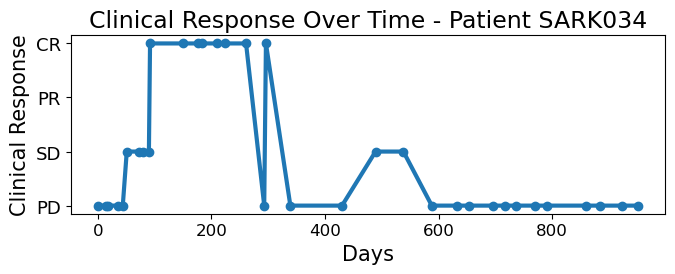 Clinical Response Over Time - Patient SARK034
Clinical Response
CR
PR
SD
PD
0 200 400 600 800
Days